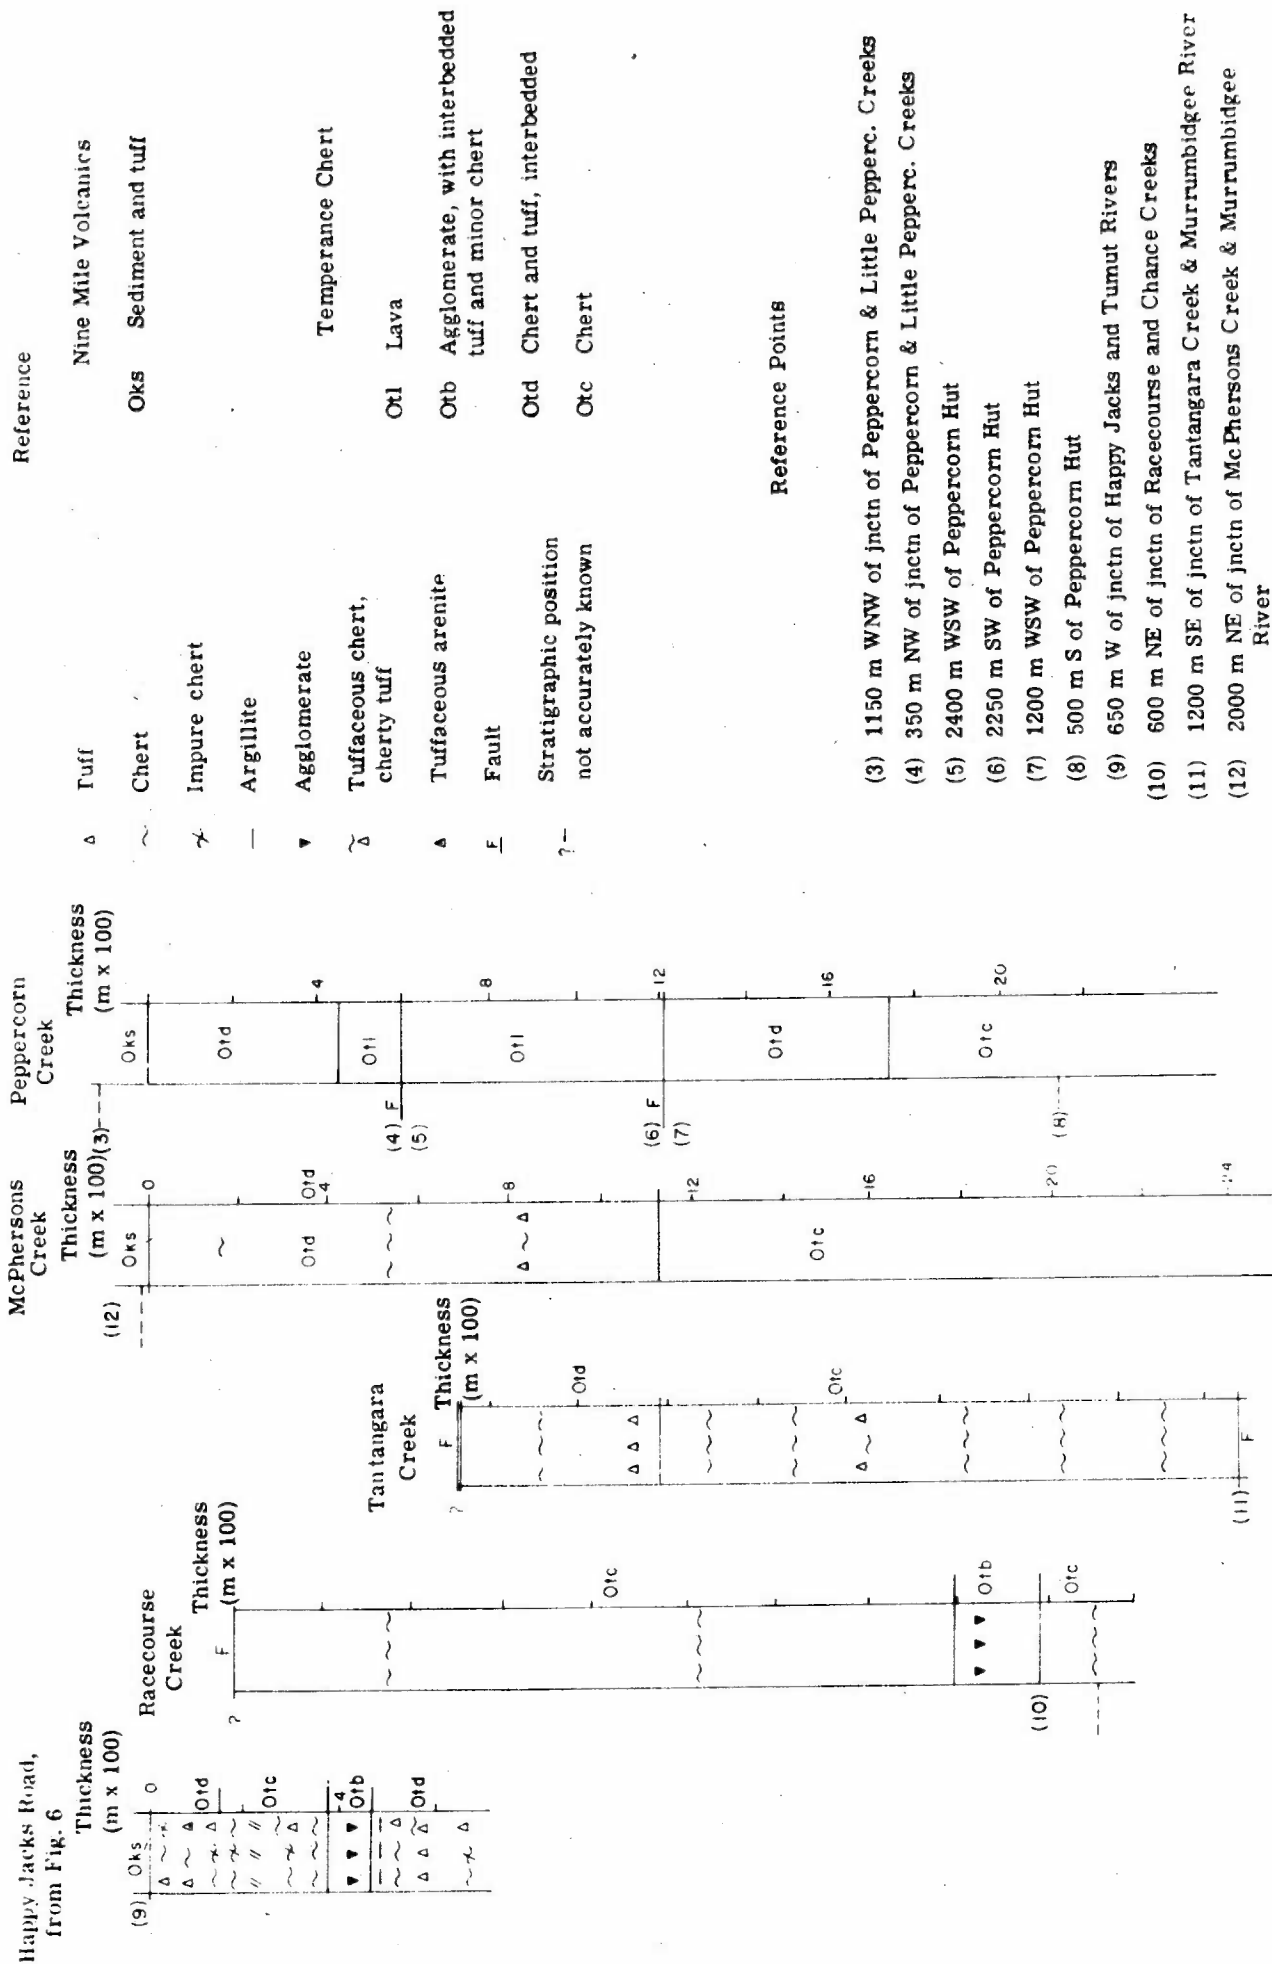 Happy Jacks Road,
from Fig. 6
Thickness
(m x 100)
(9)
Oks
0
Otd
Otc
4
Otb
Otd
Racecourse
Creek
Thickness
(m x 100)
?
F
Otc
Otb
(10)
Otc
Tantangara
Creek
Thickness
(m x 100)
?
F
Otd
Otc
(11)
F
McPhersons
Creek
Thickness
(m x 100)
(12)
Oks
0
Otd
Otd
4
8
12
Otc
16
20
24
Peppercorn
Creek
Thickness
(m x 100)
(3)
Oks
Otd
4
Otl
(4) F
(5)
8
Otl
(6) F
12
(7)
Otd
16
Otc
20
(8)
Reference
Tuff
Chert
Impure chert
Argillite
Agglomerate
Tuffaceous chert,
cherty tuff
Tuffaceous arenite
F Fault
? Stratigraphic position
not accurately known
Nine Mile Volcanics
Oks Sediment and tuff
Temperance Chert
Otl Lava
Otb Agglomerate, with interbedded
tuff and minor chert
Otd Chert and tuff, interbedded
Otc Chert
Reference Points
(3) 1150 m WNW of jnctn of Peppercorn & Little Pepperc. Creeks
(4) 350 m NW of jnctn of Peppercorn & Little Pepperc. Creeks
(5) 2400 m WSW of Peppercorn Hut
(6) 2250 m SW of Peppercorn Hut
(7) 1200 m WSW of Peppercorn Hut
(8) 500 m S of Peppercorn Hut
(9) 650 m W of jnctn of Happy Jacks and Tumut Rivers
(10) 600 m NE of jnctn of Racecourse and Chance Creeks
(11) 1200 m SE of jnctn of Tantangara Creek & Murrumbidgee River
(12) 2000 m NE of jnctn of McPhersons Creek & Murrumbidgee
River